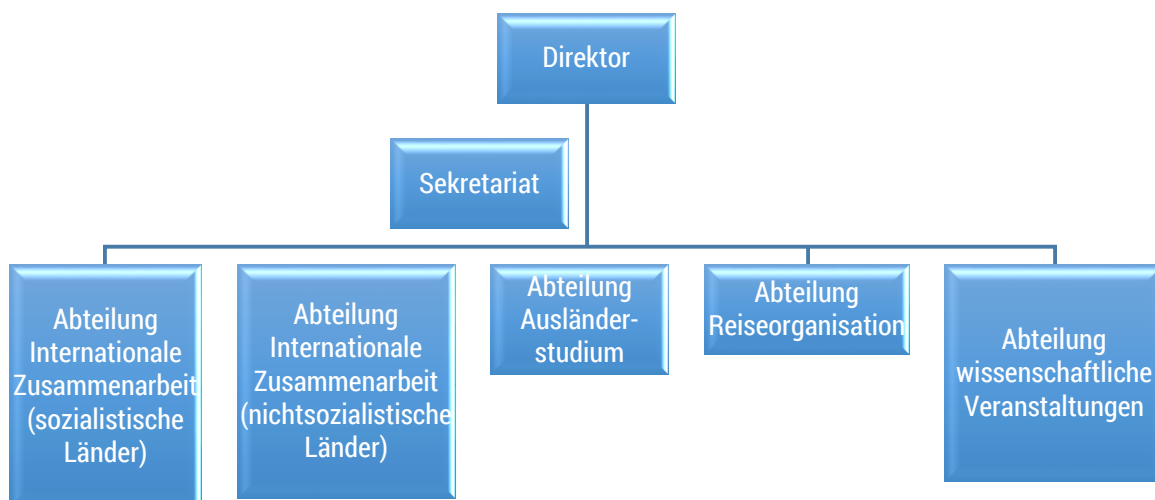 Direktor
Sekretariat
Abteilung
Internationale
Zusammenarbeit
(sozialistische
Länder)
Abteilung
Internationale
Zusammenarbeit
(nichtsozialistische
Länder)
Abteilung
Ausländer-
studium
Abteilung
Reiseorganisation
Abteilung
wissenschaftliche
Veranstaltungen